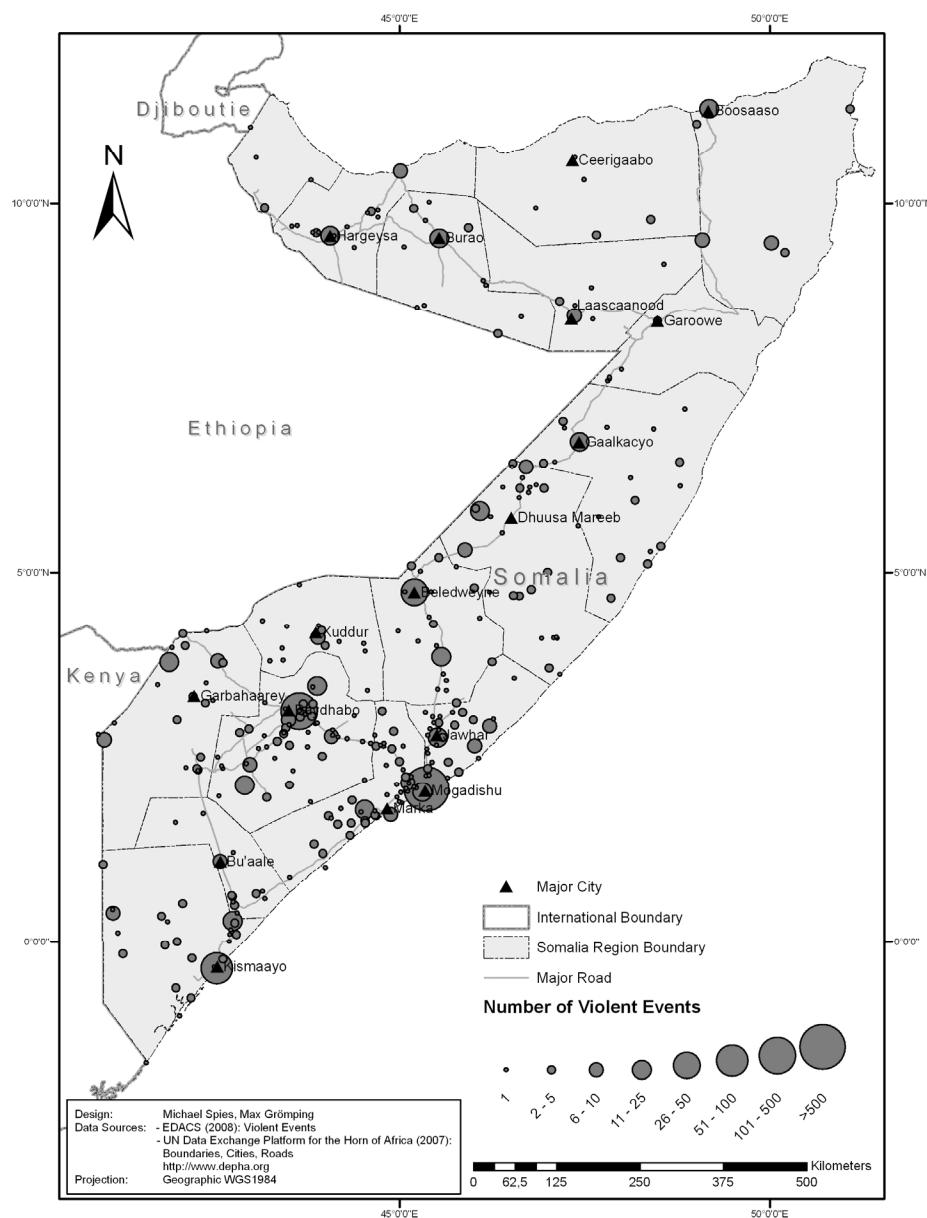 45°0'0"E
50°0'0"E
Djiboutie
Boosaaso
N
Ceerigaabo
10°0'0"N
10°0'0"N
Hargeysa
Burao
Laascaanood
Garoowe
Ethiopia
Gaalkacyo
Dhuusa Mareeb
5°0'0"N
5°0'0"N
Somalia
Beledweyne
Xuddur
Kenya
Garbahaarey
Baydhabo
Jawhar
Mogadishu
Marka
Bu'aale
Major City
International Boundary
0°0'0"
0°0'0"
Somalia Region Boundary
Kismaayo
Major Road
Number of Violent Events
1
2 - 5
6 - 10
11 - 25
26 - 50
51 - 100
101 - 500
>500
Design: Michael Spies, Max Grömping
Data Sources: - EDACS (2008): Violent Events
- UN Data Exchange Platform for the Horn of Africa (2007):
Boundaries, Cities, Roads
http://www.depha.org
Projection: Geographic WGS1984
Kilometers
0 62,5 125 250 375 500
45°0'0"E
50°0'0"E